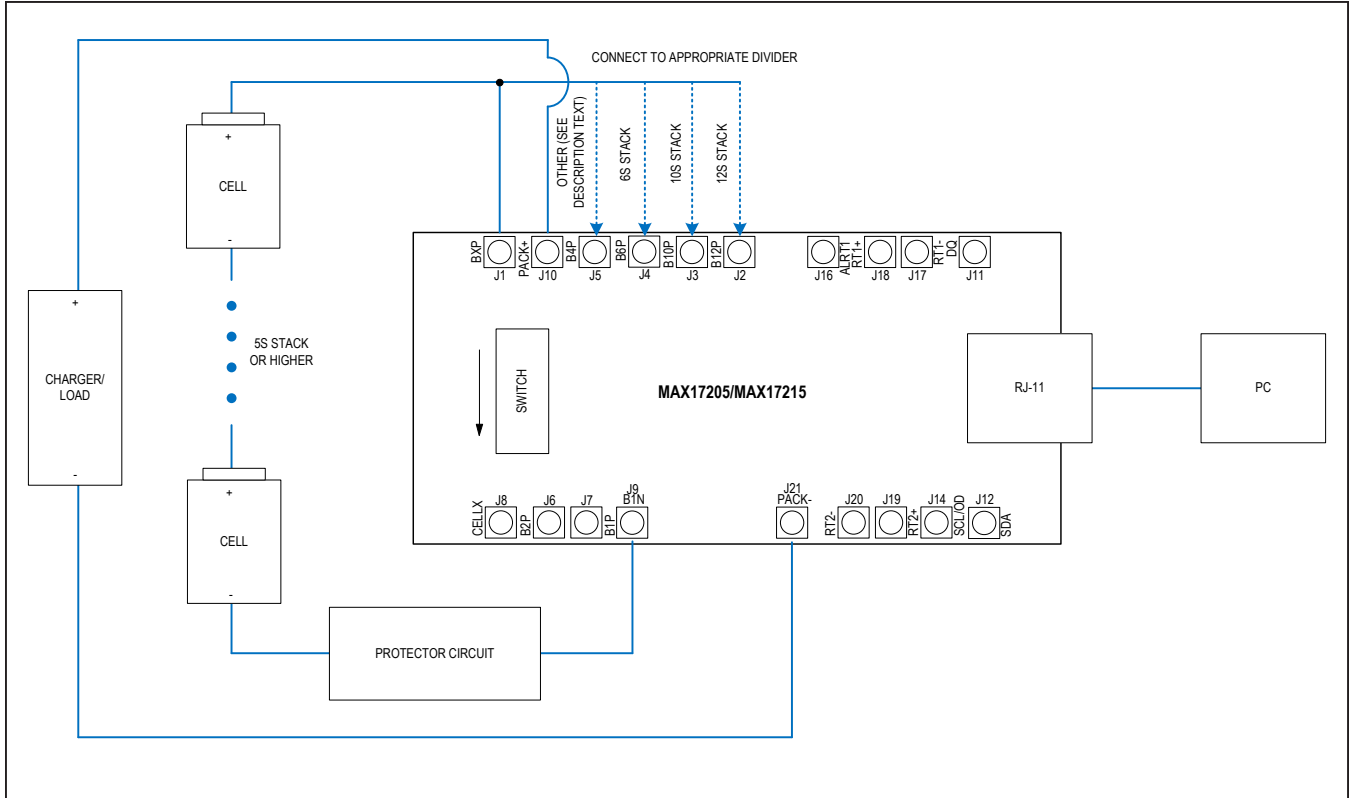 CONNECT TO APPROPRIATE DIVIDER
OTHER (SEE
DESCRIPTION TEXT)
6S STACK
10S STACK
12S STACK
+
CELL
-
5S STACK
OR HIGHER
+
CHARGER/
LOAD
-
+
CELL
-
PROTECTOR CIRCUIT
BXP
J1
PACK+
J10
B4P
J5
B6P
J4
B10P
J3
B12P
J2
J16
ALRT1
RT1+
J18
J17
RT1-
DQ
J11
SWITCH
MAX17205/MAX17215
RJ-11
PC
CELLX
J8
B2P
J6
J7
B1P
J9
B1N
J21
PACK-
RT2-
J20
J19
RT2+
J14
SCL/OD
J12
SDA